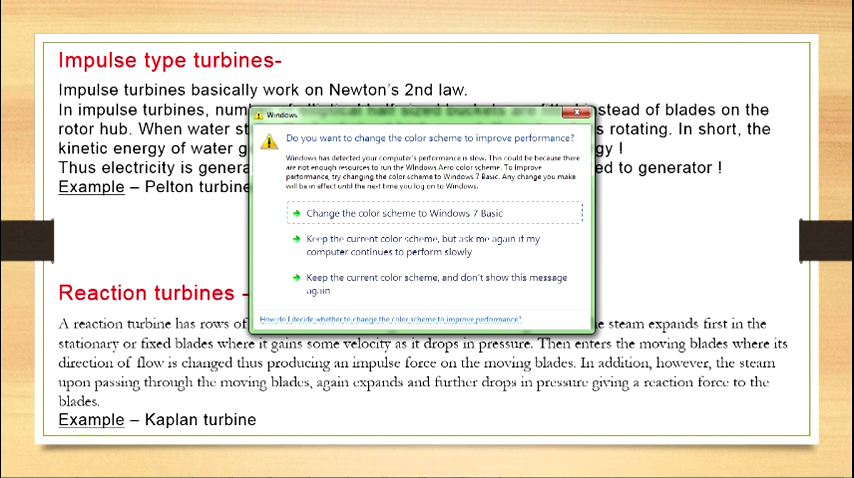 Impulse type turbines-
Impulse turbines basically work on Newton's 2nd law.
In impulse turbines, instead of blades on the
rotor hub. When water rotating. In short, the
kinetic energy of water !
Thus electricity is to generator !
Example – Pelton turbine
Windows
Do you want to change the color scheme to improve performance?
Windows has detected your computer's performance is slow. This could be because there
are not enough resources to run the Windows Aero color scheme. To improve
performance, try changing the color scheme to Windows 7 Basic. Any change you make
will be in effect until the next time you log on to Windows.
Change the color scheme to Windows 7 Basic
Keep the current color scheme, but ask me again if my
computer continues to perform slowly
Keep the current color scheme, and don't show this message
again
How do I decide whether to change the color scheme to improve performance?
Reaction turbines -
A reaction turbine has rows of steam expands first in the
stationary or fixed blades where it gains some velocity as it drops in pressure. Then enters the moving blades where its
direction of flow is changed thus producing an impulse force on the moving blades. In addition, however, the steam
upon passing through the moving blades, again expands and further drops in pressure giving a reaction force to the
blades.
Example – Kaplan turbine